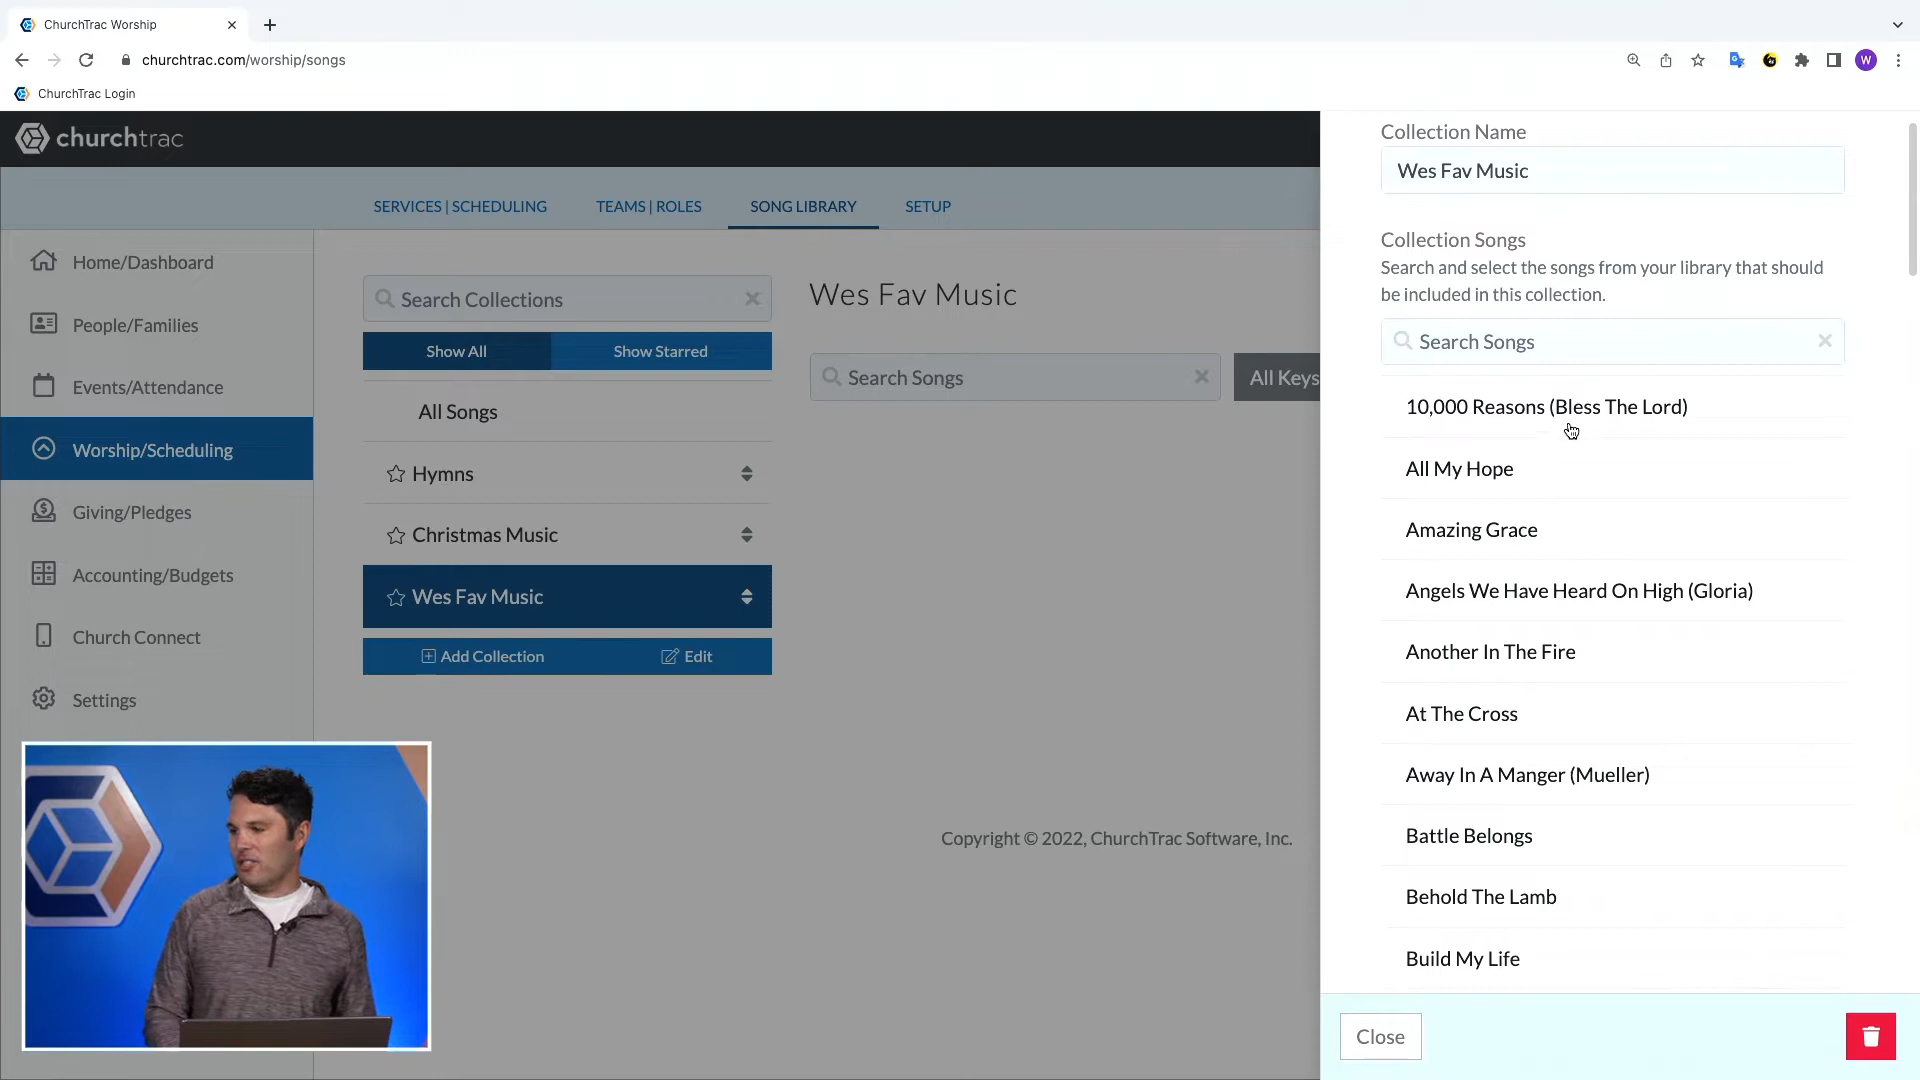 ChurchTrac Worship
churchtrac.com/worship/songs
W
ChurchTrac Login
churchtrac
SERVICES | SCHEDULING
TEAMS | ROLES
SONG LIBRARY
SETUP
Home/Dashboard
People/Families
Events/Attendance
Worship/Scheduling
Giving/Pledges
Accounting/Budgets
Church Connect
Settings
Search Collections
Show All
Show Starred
All Songs
Hymns
Christmas Music
Wes Fav Music
Add Collection
Edit
Wes Fav Music
Search Songs
All Keys
Copyright © 2022, ChurchTrac Software, Inc.
Collection Name
Wes Fav Music
Collection Songs
Search and select the songs from your library that should
be included in this collection.
Search Songs
10,000 Reasons (Bless The Lord)
All My Hope
Amazing Grace
Angels We Have Heard On High (Gloria)
Another In The Fire
At The Cross
Away In A Manger (Mueller)
Battle Belongs
Behold The Lamb
Build My Life
Close